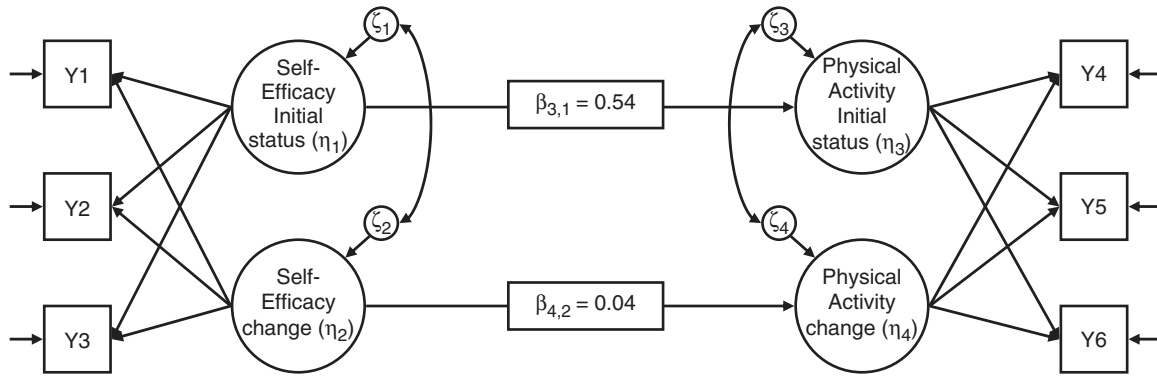 ζ1
ζ3
Y1
Self-
Efficacy
Initial
status (η1)
β3,1 = 0.54
Physical
Activity
Initial
status (η3)
Y4
Y2
Y5
ζ2
ζ4
Y3
Self-
Efficacy
change (η2)
β4,2 = 0.04
Physical
Activity
change (η4)
Y6